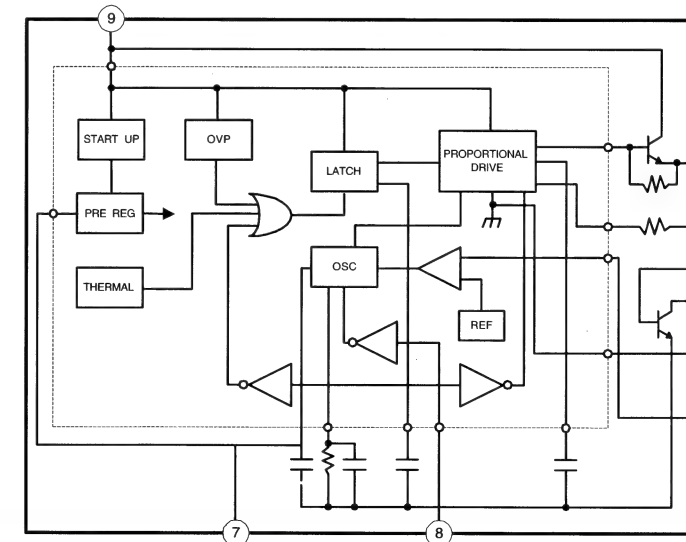 9
START UP
OVP
LATCH
PROPORTIONAL
DRIVE
PRE REG
THERMAL
OSC
REF
7
8